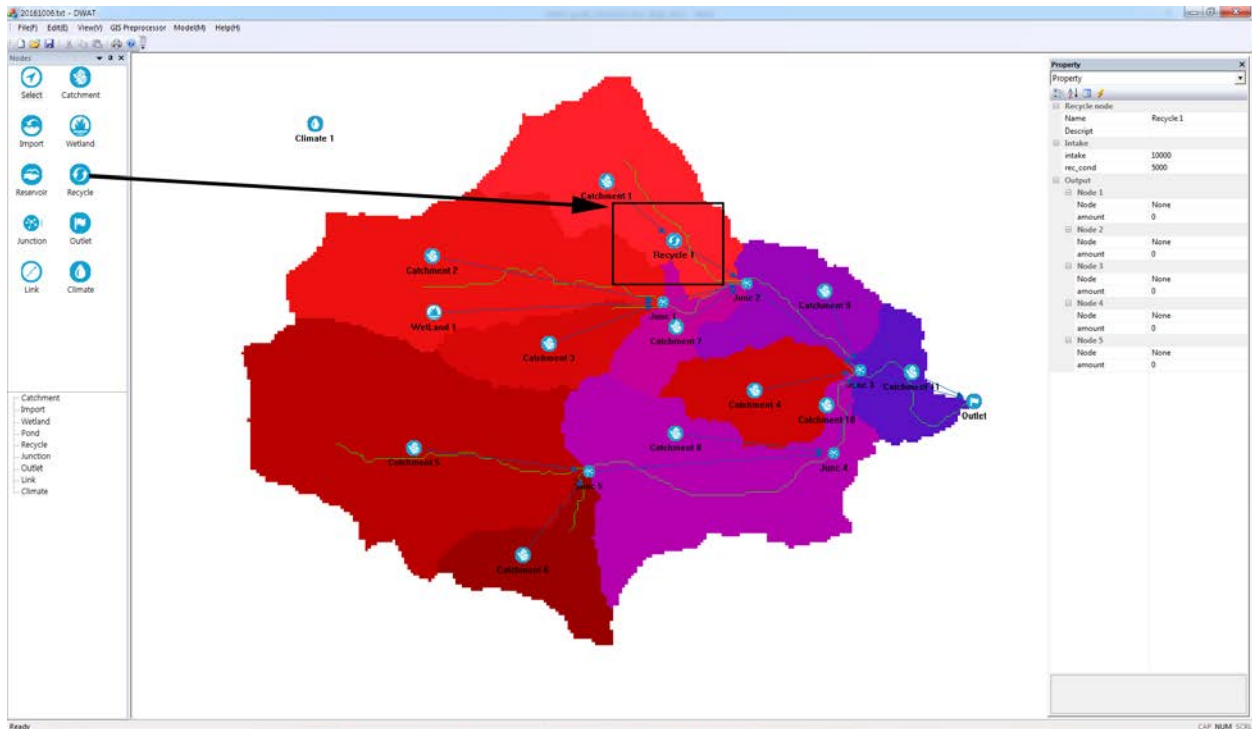 20161006.txt - DWAT
File(F) Edit(E) View(V) GIS Preprocessor Model(M) Help(H)
Nodes
Select Catchment
Import Wetland
Reservoir Recycle
Junction Outlet
Link Climate
Catchment
Import
Wetland
Pond
Recycle
Junction
Outlet
Link
Climate
Climate 1
Catchment 1
Recycle 1
Catchment 2
Junc 2
Catchment 9
WetLand 1
Junc 1
Catchment 7
Catchment 3
Junc 3
Catchment 11
Catchment 4
Catchment 10
Outlet
Catchment 8
Catchment 5
Junc 4
Catchment 6
Property
Property
Recycle node
Name Recycle 1
Descript
Intake
intake 10000
rec_cond 5000
Output
Node 1
Node None
amount 0
Node 2
Node None
amount 0
Node 3
Node None
amount 0
Node 4
Node None
amount 0
Node 5
Node None
amount 0
Ready
CAP NUM SCRL